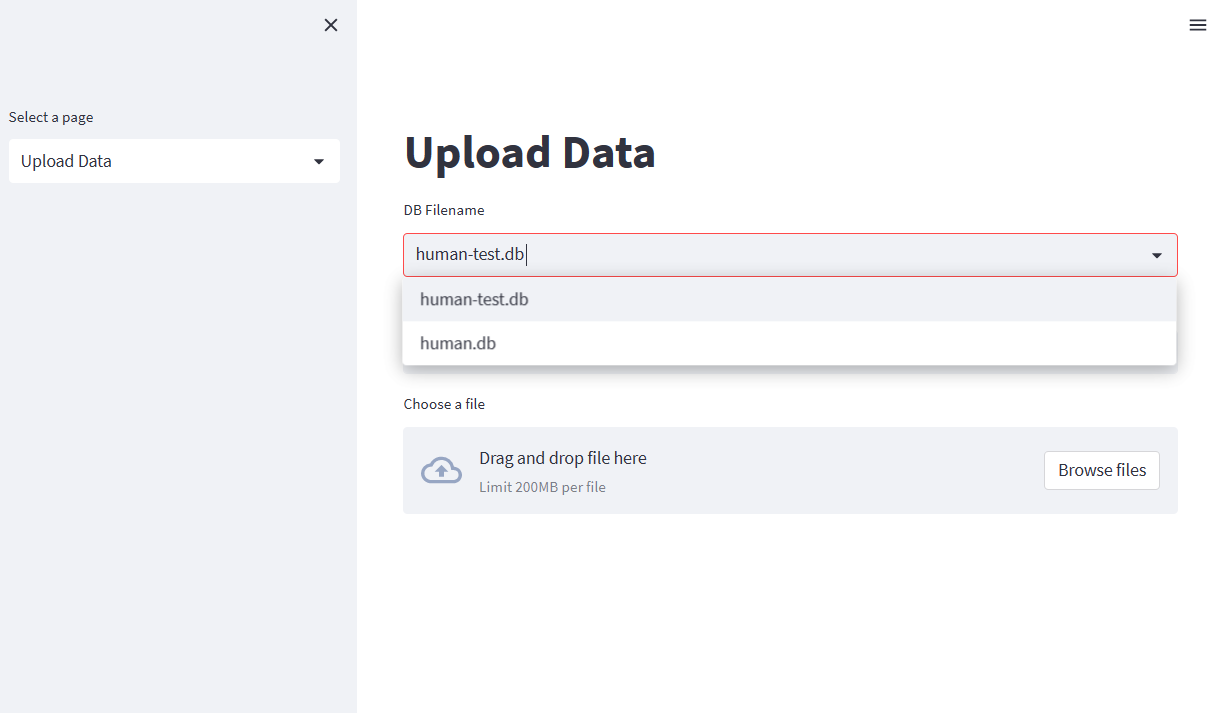 Select a page
Upload Data
Upload Data
DB Filename
human-test.db
human-test.db
human.db
Choose a file
Drag and drop file here
Limit 200MB per file
Browse files